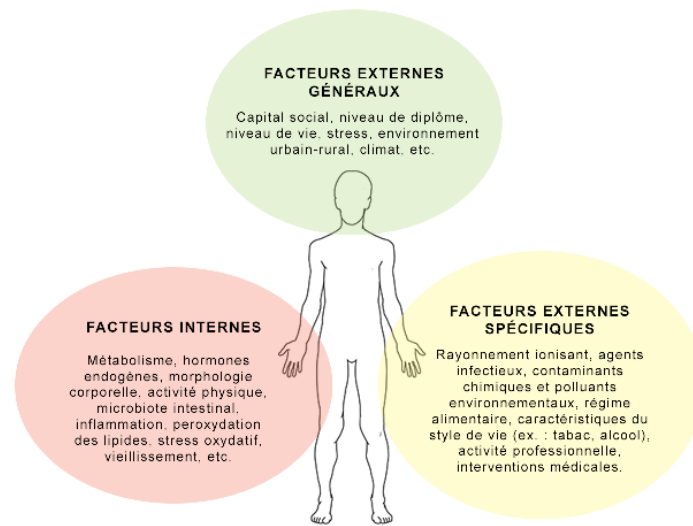 FACTEURS EXTERNES
GÉNÉRAUX
Capital social, niveau de diplôme,
niveau de vie, stress, environnement
urbain-rural, climat, etc.
FACTEURS INTERNES
Métabolisme, hormones
endogènes, morphologie
corporelle, activité physique,
microbiote intestinal,
inflammation, peroxydation
des lipides, stress oxydatif,
vieillissement, etc.
FACTEURS EXTERNES
SPÉCIFIQUES
Rayonnement ionisant, agents
infectieux, contaminants
chimiques et polluants
environnementaux, régime
alimentaire, caractéristiques du
style de vie (ex. : tabac, alcool),
activité professionnelle,
interventions médicales.